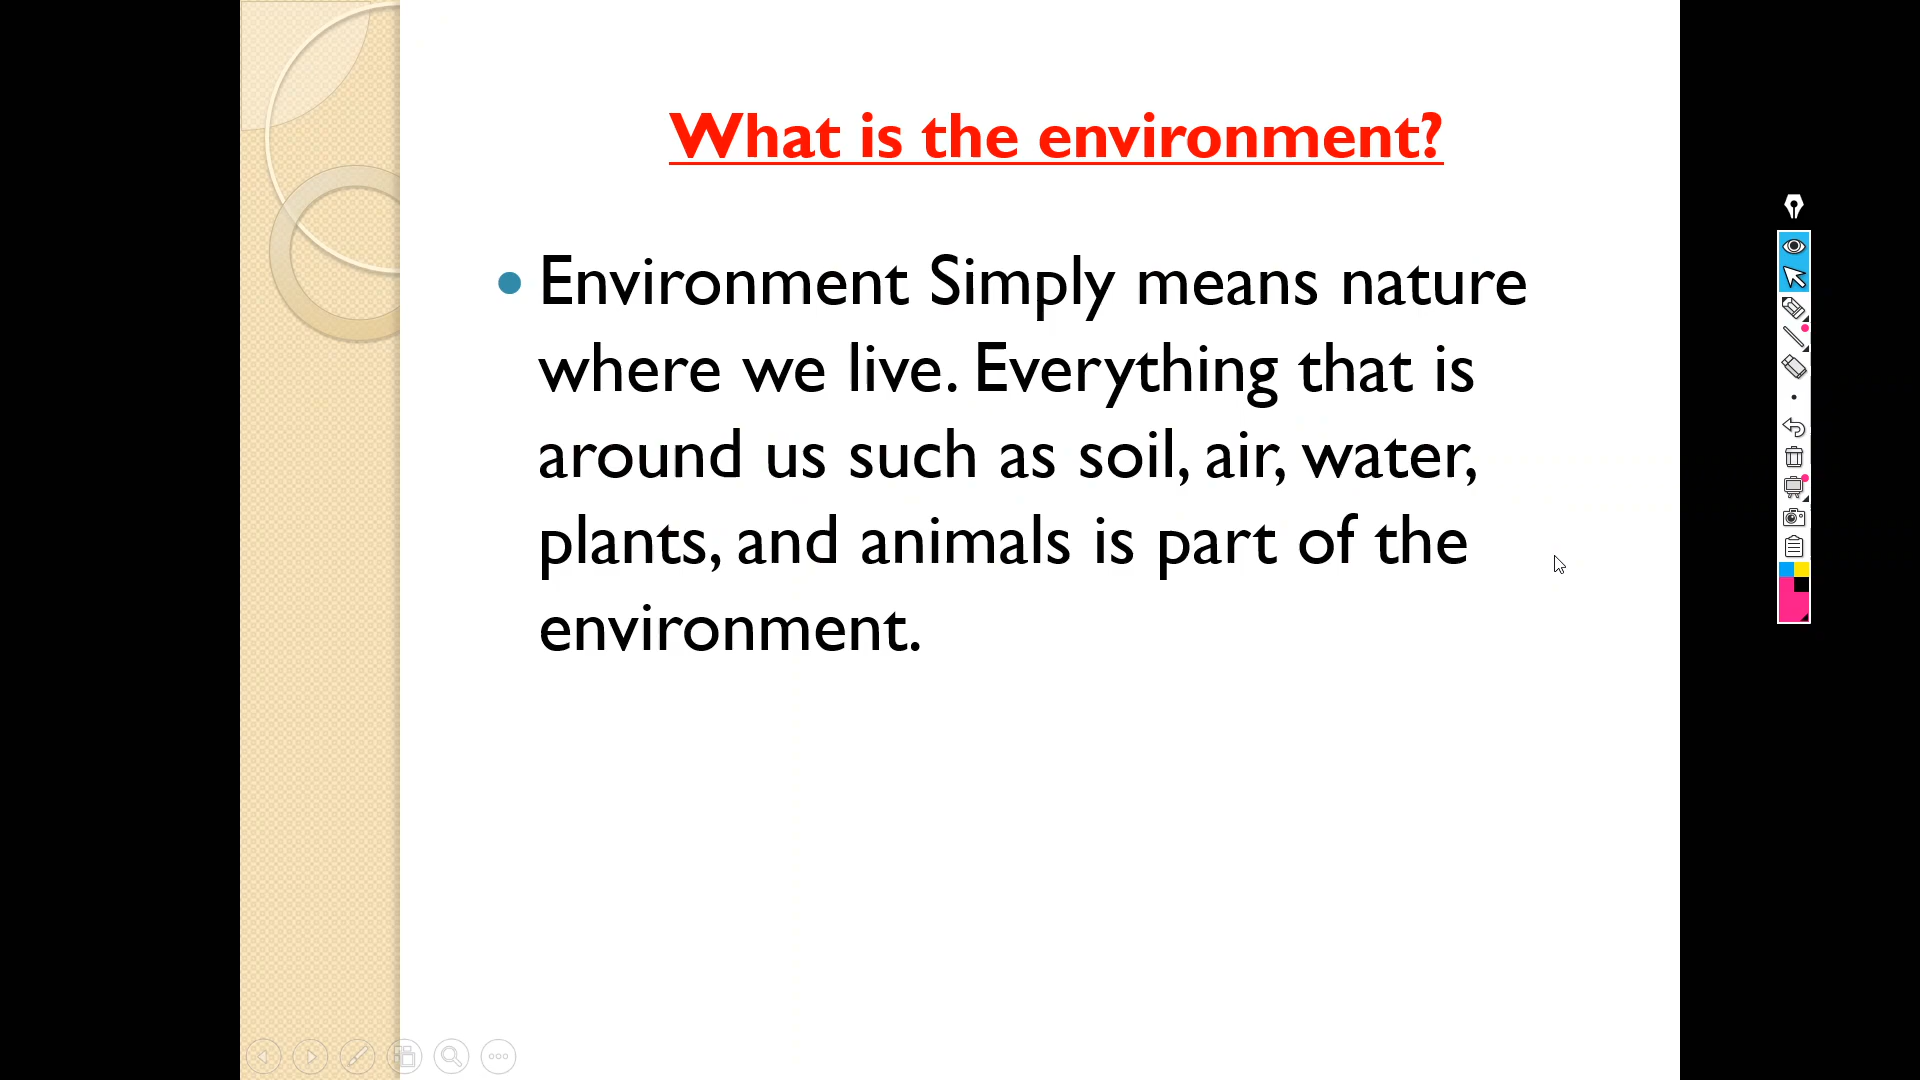 What is the environment?
• Environment Simply means nature
where we live. Everything that is
around us such as soil, air, water,
plants, and animals is part of the
environment.